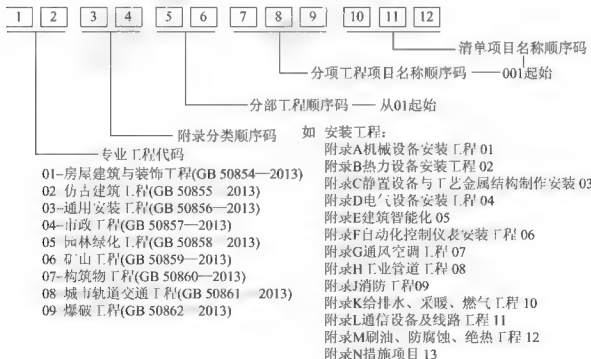 1 2 3 4 5 6 7 8 9 10 11 12
清单项目名称顺序码
分项工程项目名称顺序码 001起始
分部工程顺序码 从01起始
附录分类顺序码
专业工程代码
01-房屋建筑与装饰工程(GB 50854—2013)
02 仿古建筑工程(GB 50855 2013)
03-通用安装工程(GB 50856—2013)
04-市政工程(GB 50857—2013)
05 园林绿化工程(GB 50858 2013)
06 矿山工程(GB 50859—2013)
07-构筑物工程(GB 50860—2013)
08 城市轨道交通工程(GB 50861 2013)
09 爆破工程(GB 50862 2013)
如 安装工程:
附录A机械设备安装工程 01
附录B热力设备安装工程 02
附录C静置设备与工艺金属结构制作安装 03
附录D电气设备安装工程 04
附录E建筑智能化 05
附录F自动化控制仪表安装工程 06
附录G通风空调工程 07
附录H工业管道工程 08
附录J消防工程09
附录K给排水、采暖、燃气工程 10
附录L通信设备及线路工程 11
附录M刷油、防腐蚀、绝热工程 12
附录N措施项目 13